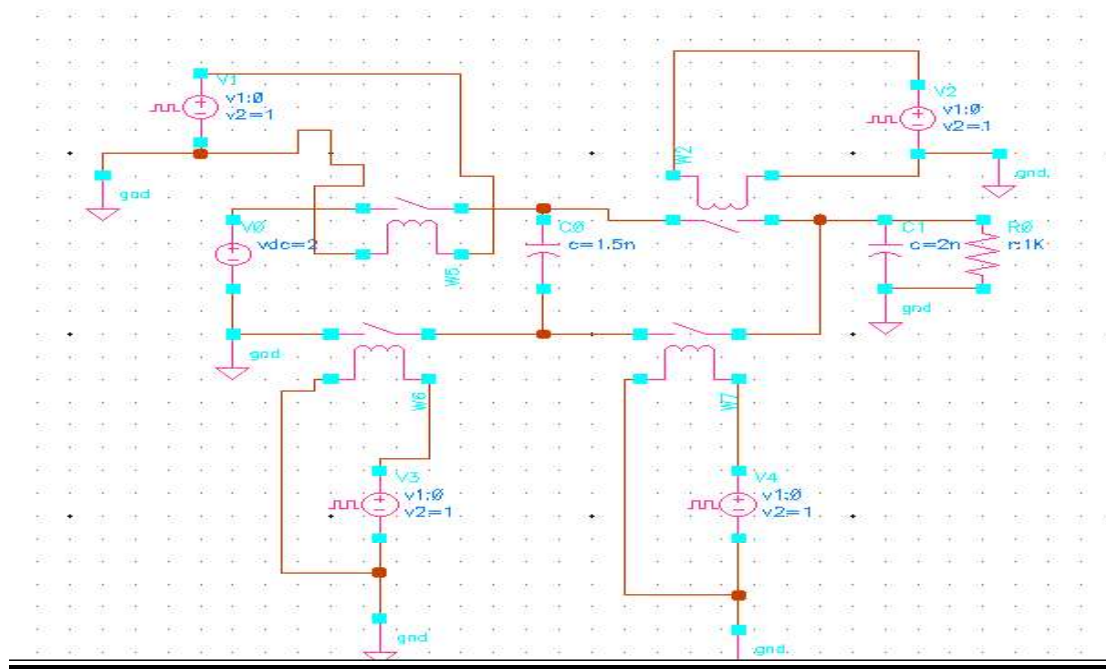 V1
v1:0
v2=1
gnd
V2
v1:0
v2=1
gnd
W2
V0
vdc=2
W5
C0
c=1.5n
C1
c=2n
R0
r:1K
gnd
gnd
W6
W7
V3
v1:0
v2=1
V4
v1:0
v2=1
gnd
gnd